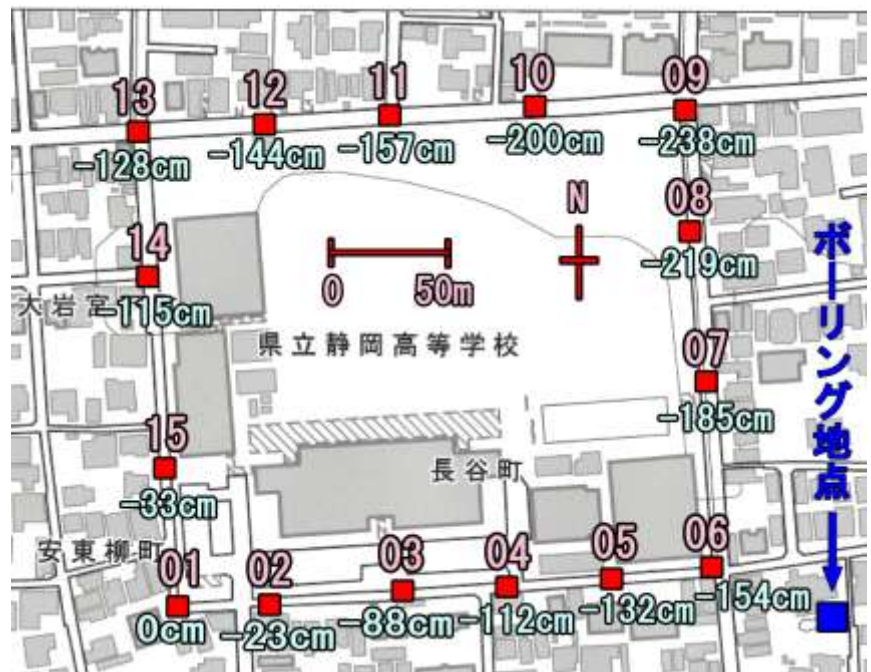 13
-128cm
12
-144cm
11
-157cm
10
-200cm
09
-238cm
08
-219cm
N
0 50m
14
-115cm
大岩宮
県立静岡高等学校
07
-185cm
ボーリング地点
15
-33cm
長谷町
安東柳町
01
0cm
02
-23cm
03
-88cm
04
-112cm
05
-132cm
06
-154cm